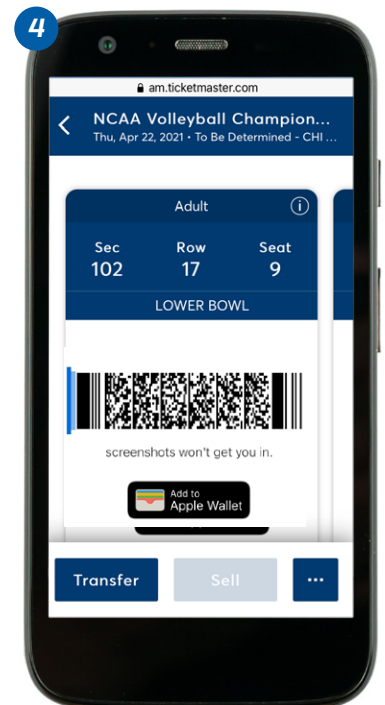 4
am.ticketmaster.com
NCAA Volleyball Champion...
Thu, Apr 22, 2021 • To Be Determined - CHI ...
Adult
Sec Row Seat
102 17 9
LOWER BOWL
screenshots won't get you in.
Add to
Apple Wallet
Transfer Sell ...